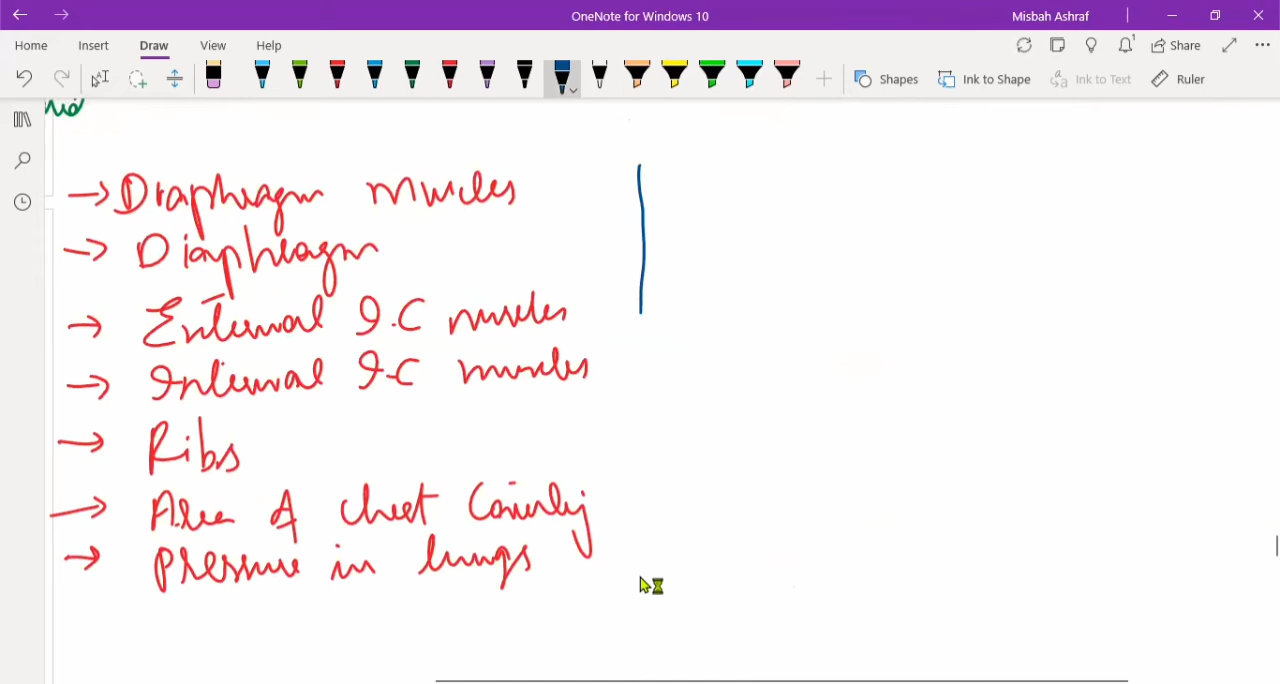 OneNote for Windows 10
Misbah Ashraf
Home Insert Draw View Help
Share
Shapes Ink to Shape Ink to Text Ruler
→ Diaphragm Muscles
→ Diaphragm
→ External I.C muscles
→ Internal I.C muscles
→ Ribs
→ Area of chest Cavity
→ Pressure in lungs